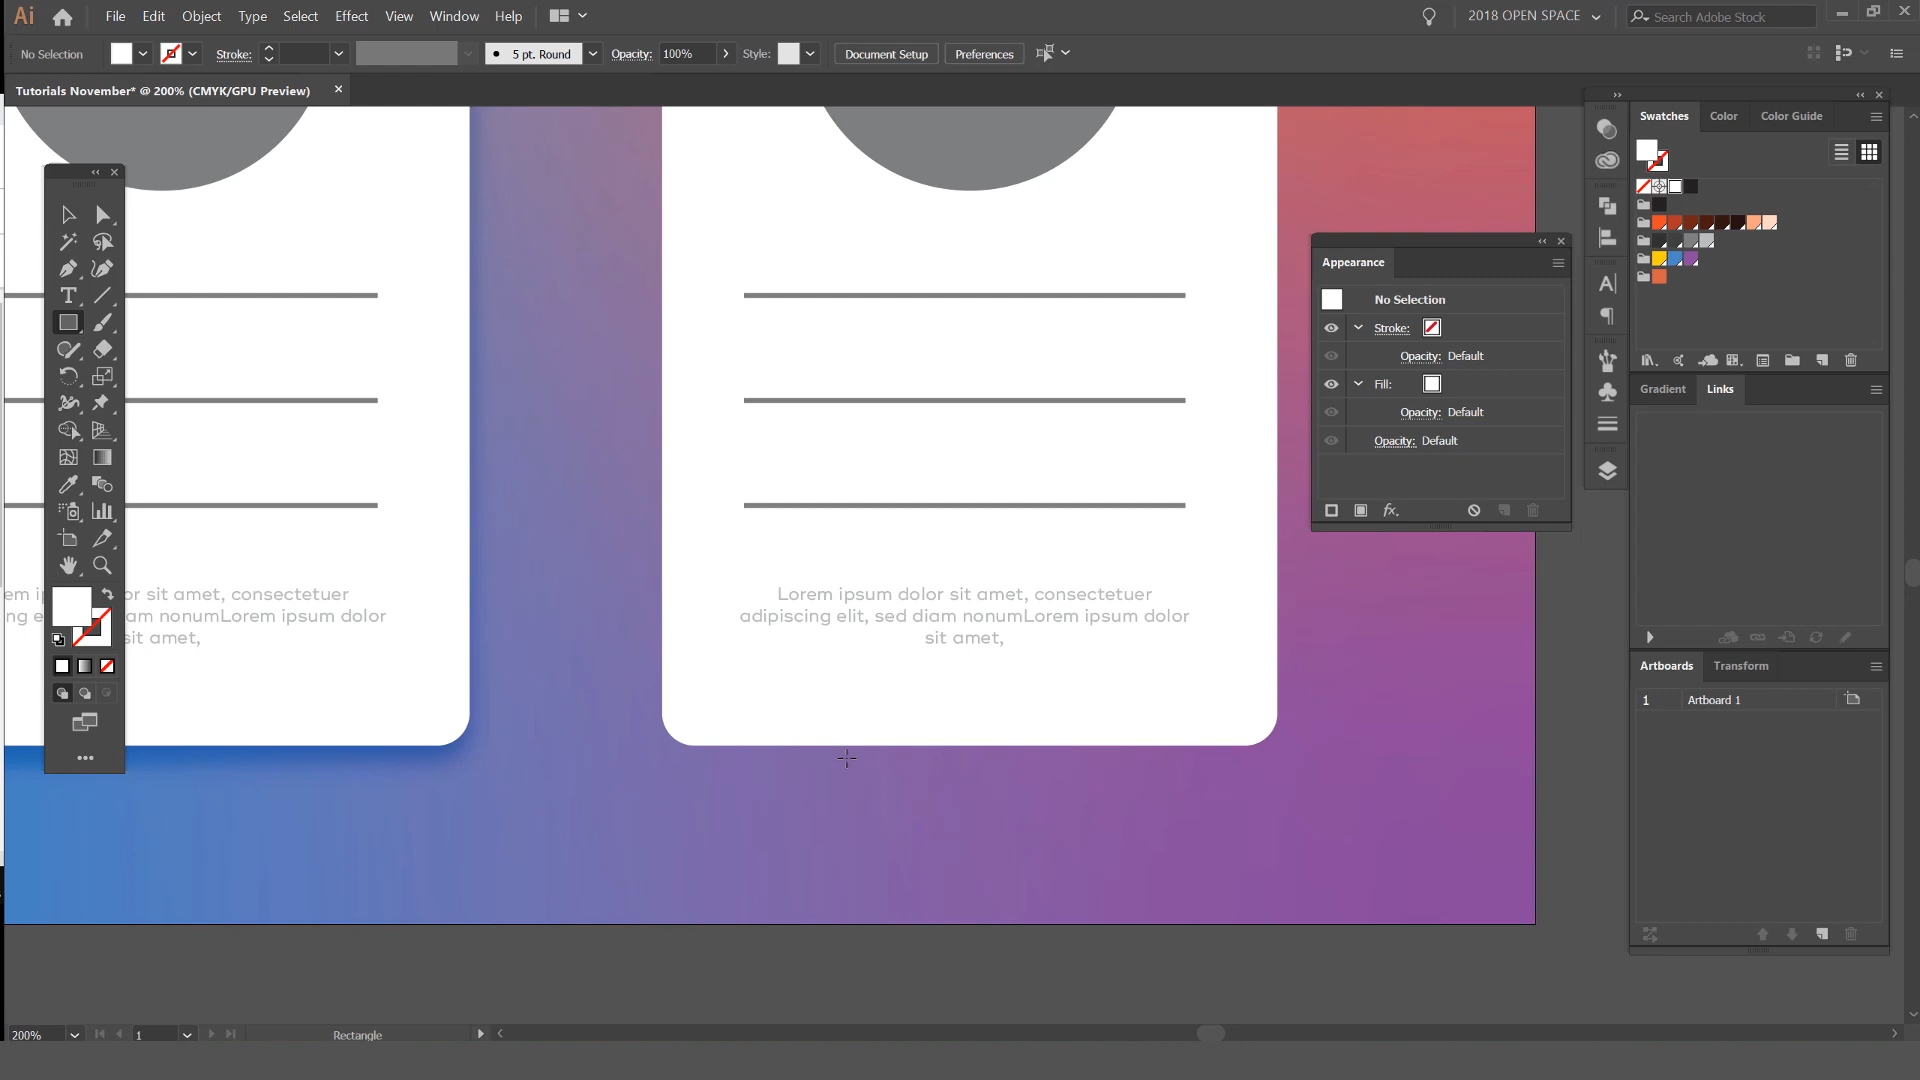 Ai File Edit Object Type Select Effect View Window Help 2018 OPEN SPACE Search Adobe Stock
No Selection Stroke: 5 pt. Round Opacity: 100% Style: Document Setup Preferences
Tutorials November* @ 200% (CMYK/GPU Preview)
Swatches Color Color Guide
Appearance
No Selection
Stroke:
Opacity: Default
Fill:
Opacity: Default
Opacity: Default
fx
Gradient Links
or sit amet, consectetuer
am nonumLorem ipsum dolor
sit amet,
Lorem ipsum dolor sit amet, consectetuer
adipiscing elit, sed diam nonumLorem ipsum dolor
sit amet,
Artboards Transform
1 Artboard 1
200% 1 Rectangle